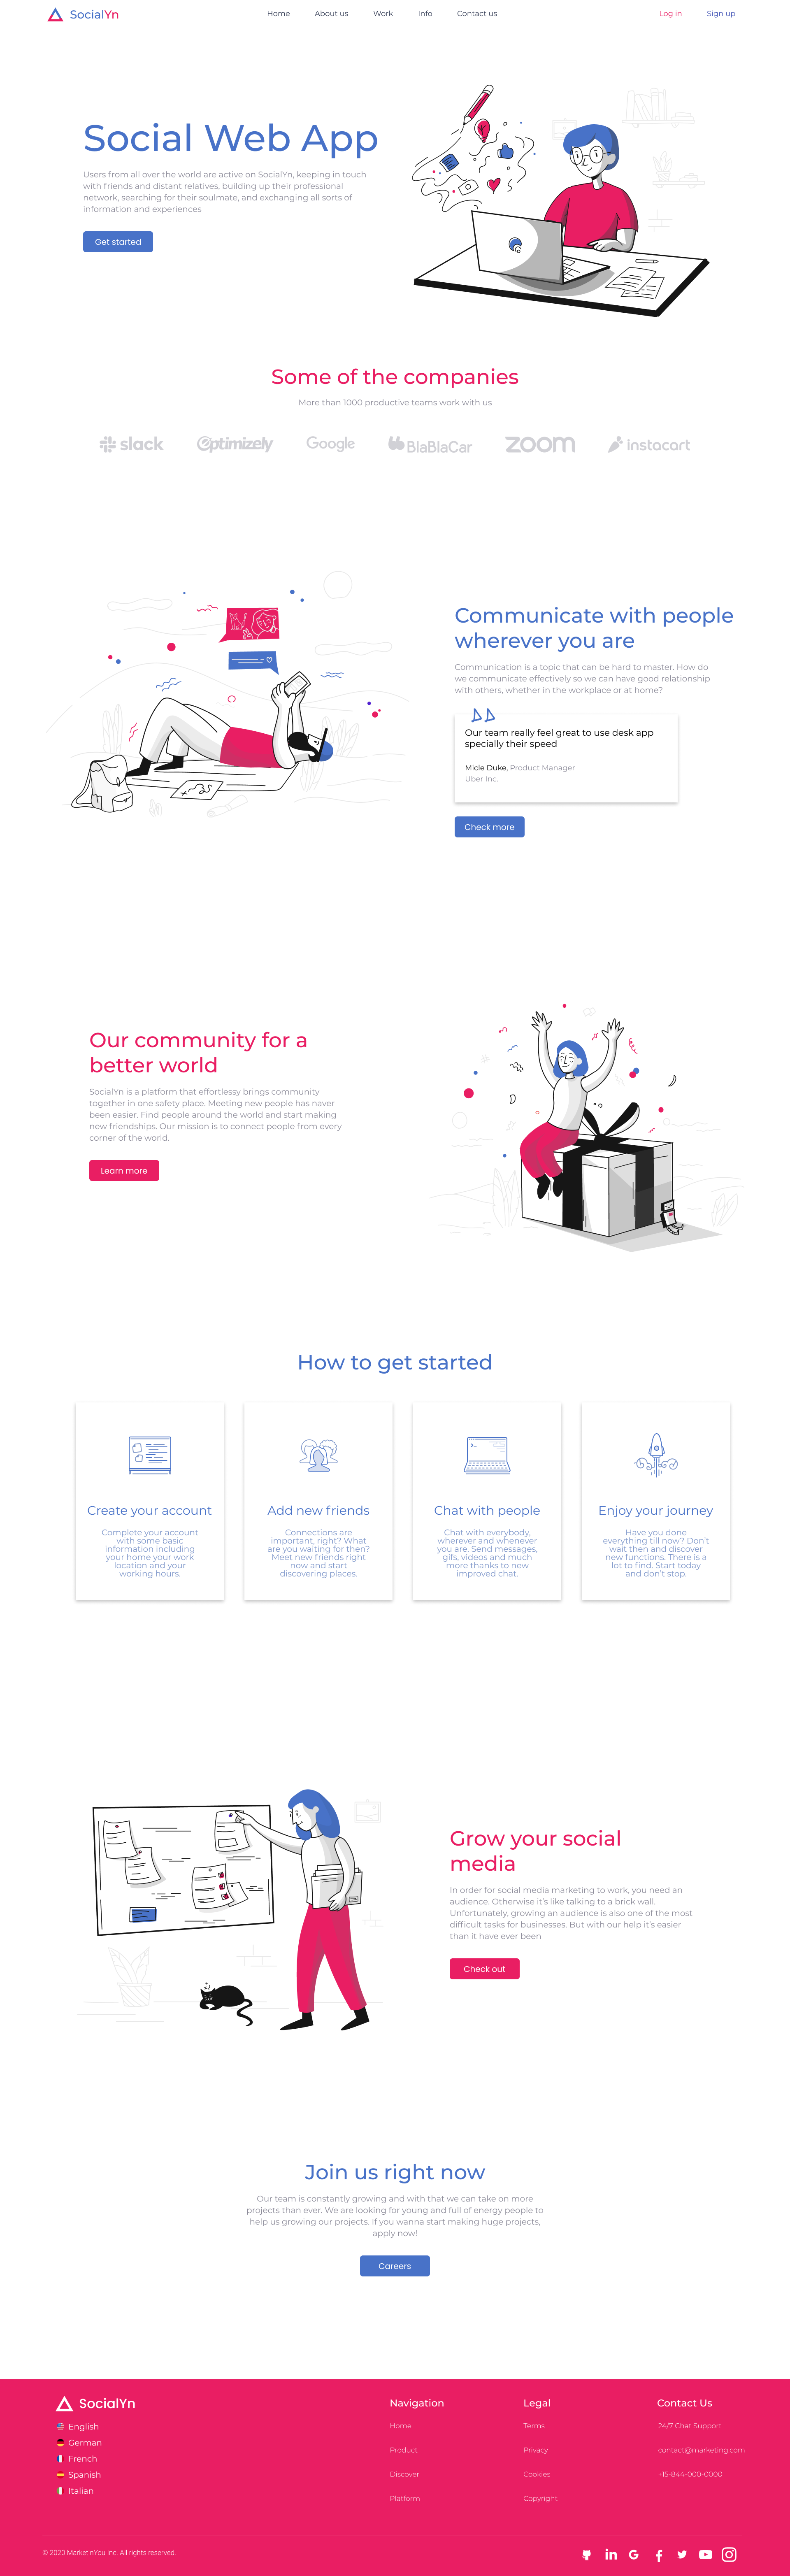 SocialYn
Home
About us
Work
Info
Contact us
Log in
Sign up
Social Web App
Users from all over the world are active on SocialYn, keeping in touch
with friends and distant relatives, building up their professional
network, searching for their soulmate, and exchanging all sorts of
information and experiences
Get started
Some of the companies
More than 1000 productive teams work with us
slack
Optimizely
Google
BlaBlaCar
zoom
instacart
Communicate with people
wherever you are
Communication is a topic that can be hard to master. How do
we communicate effectively so we can have good relationship
with others, whether in the workplace or at home?
Our team really feel great to use desk app
specially their speed
Micle Duke, Product Manager
Uber Inc.
Check more
Our community for a
better world
SocialYn is a platform that effortlessy brings community
together in one safety place. Meeting new people has naver
been easier. Find people around the world and start making
new friendships. Our mission is to connect people from every
corner of the world.
Learn more
How to get started
Create your account
Complete your account
with some basic
information including
your home your work
location and your
working hours.
Add new friends
Connections are
important, right? What
are you waiting for then?
Meet new friends right
now and start
discovering places.
Chat with people
Chat with everybody,
wherever and whenever
you are. Send messages,
gifs, videos and much
more thanks to new
improved chat.
Enjoy your journey
Have you done
everything till now? Don't
wait then and discover
new functions. There is a
lot to find. Start today
and don't stop.
Grow your social
media
In order for social media marketing to work, you need an
audience. Otherwise it's like talking to a brick wall.
Unfortunately, growing an audience is also one of the most
difficult tasks for businesses. But with our help it's easier
than it have ever been
Check out
Join us right now
Our team is constantly growing and with that we can take on more
projects than ever. We are looking for young and full of energy people to
help us growing our projects. If you wanna start making huge projects,
apply now!
Careers
SocialYn
English
German
French
Spanish
Italian
Navigation
Home
Product
Discover
Platform
Legal
Terms
Privacy
Cookies
Copyright
Contact Us
24/7 Chat Support
contact@marketing.com
+15-844-000-0000
© 2020 MarketinYou Inc. All rights reserved.